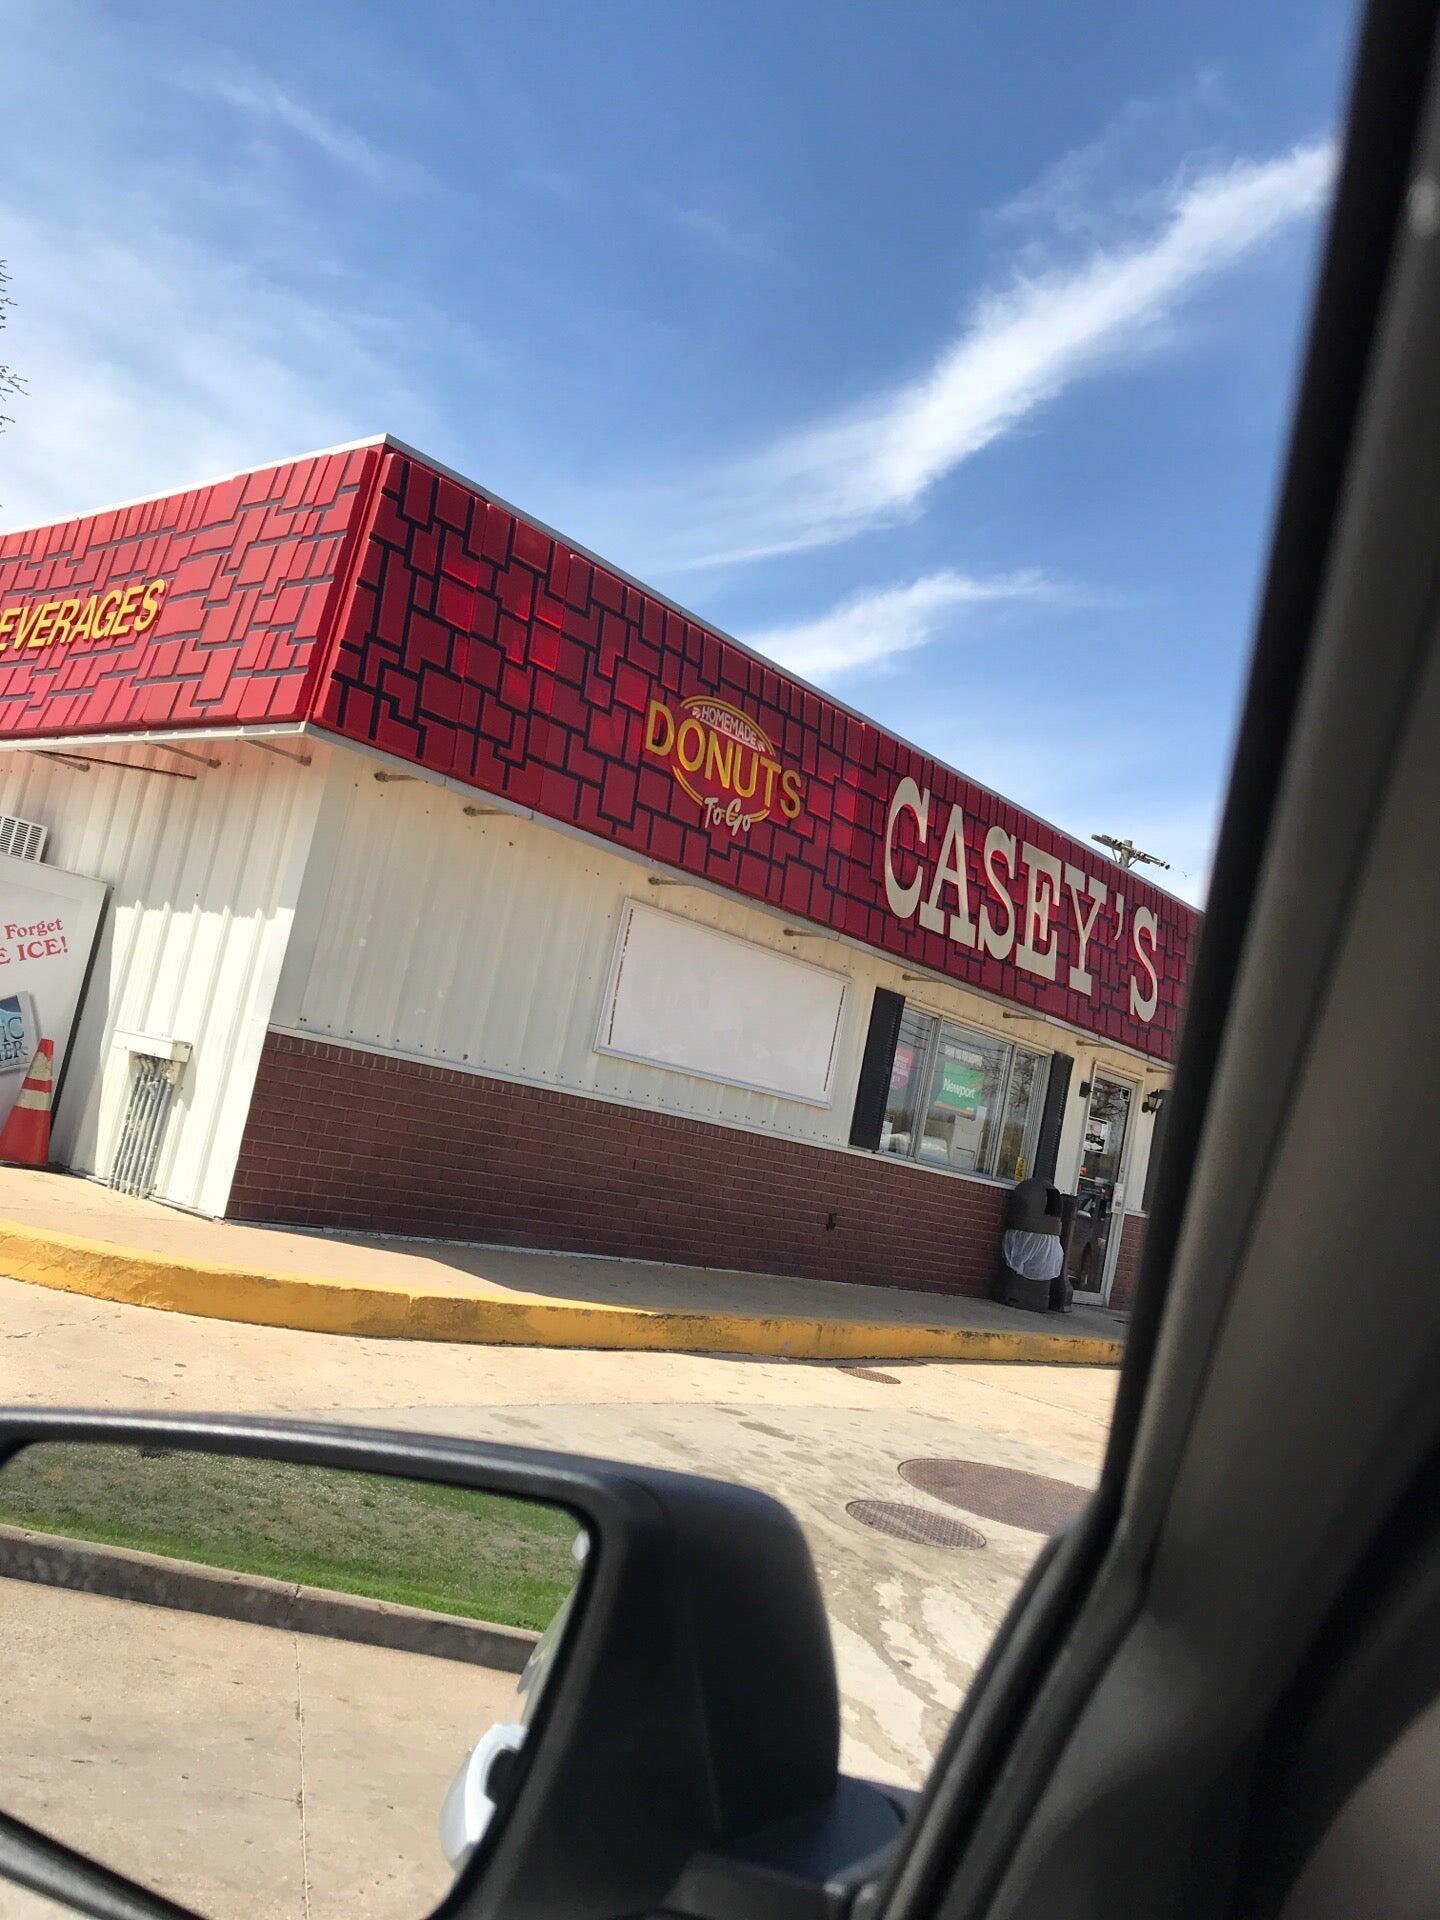 EVERAGES
HOMEMADE
DONUTS
To Go
CASEY'S
Forget
E ICE!
Newport